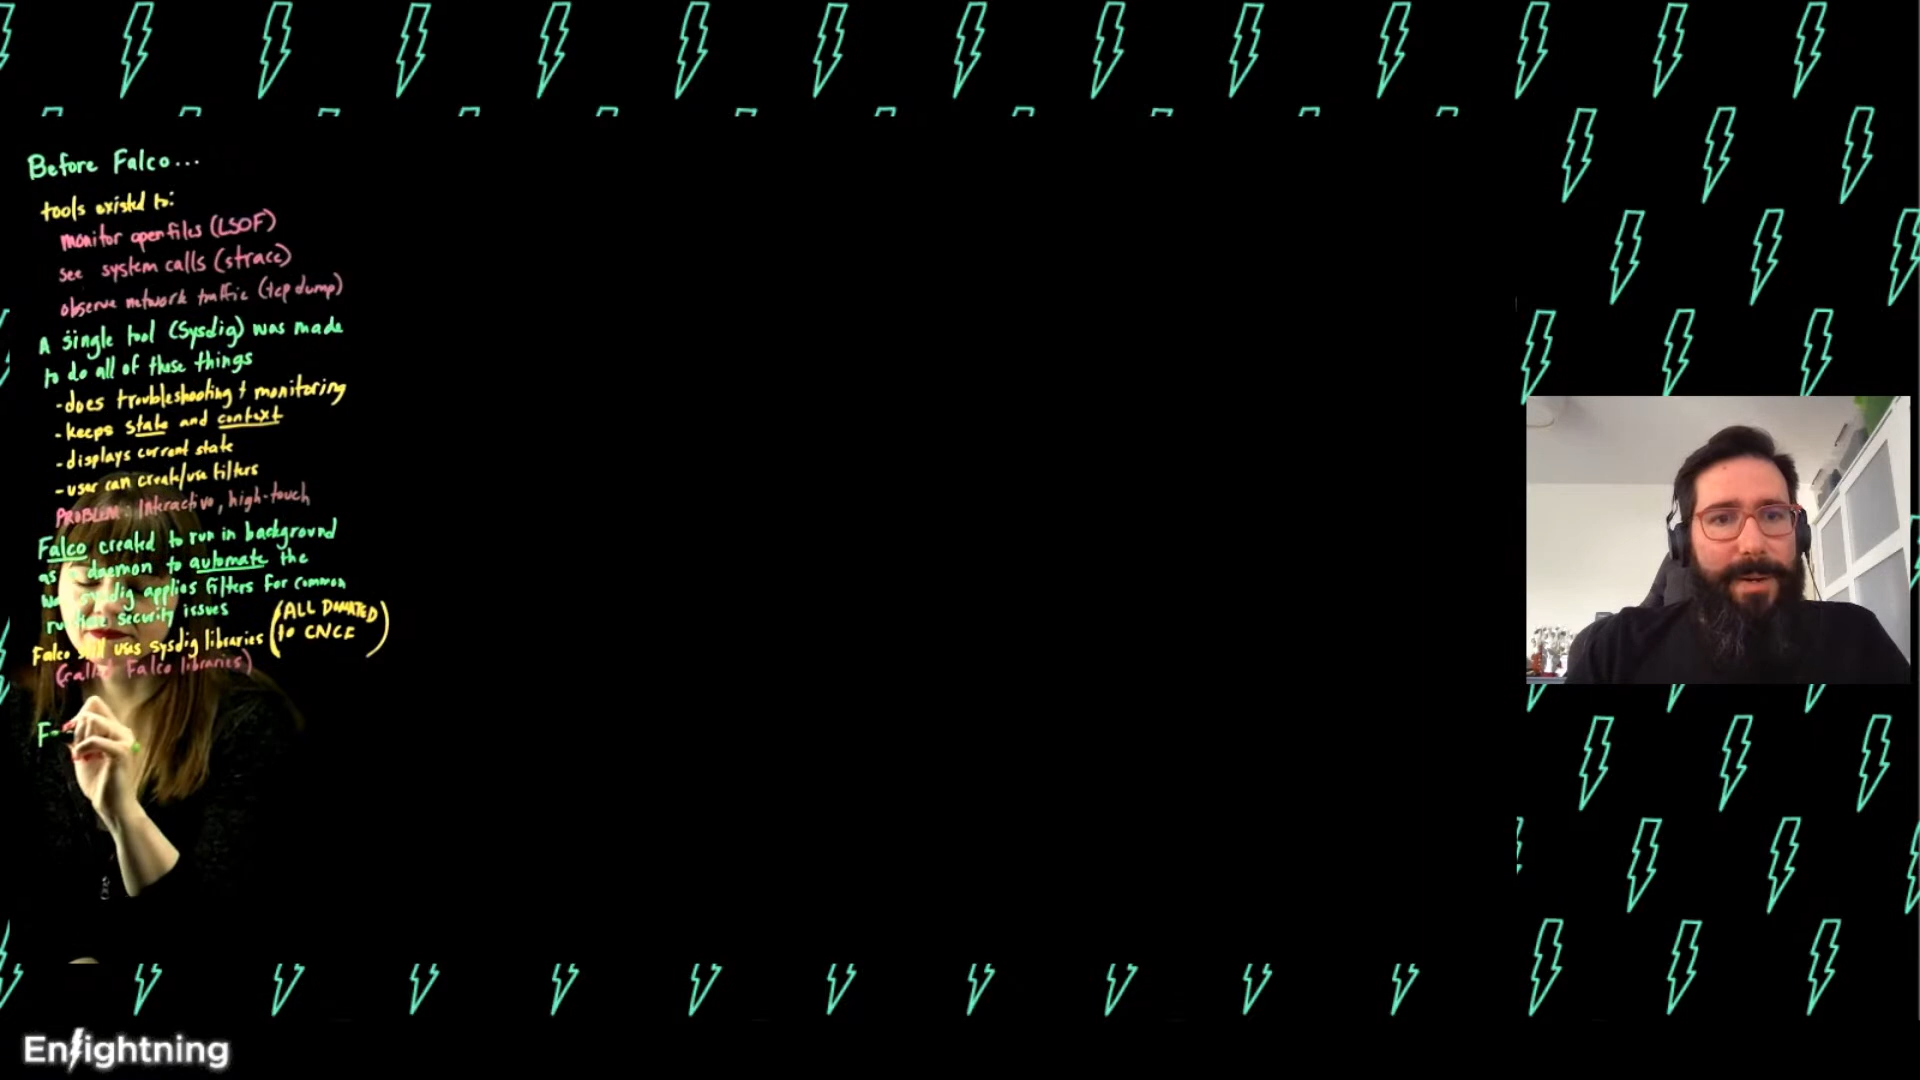 Before Falco...
tools existed to:
monitor open files (LSOF)
see system calls (strace)
observe network traffic (tcp dump)
A single tool (Sysdig) was made
to do all of these things
- does troubleshooting + monitoring
- keeps state and context
- displays current state
- user can create/use filters
PROBLEM: Interactive, high-touch
Falco created to run in background
as a daemon to automate the
way sysdig applies filters for common
runtime security issues
(ALL DONATED
to CNCF)
Falco still uses sysdig libraries
(called Falco libraries)
F
Enlightning